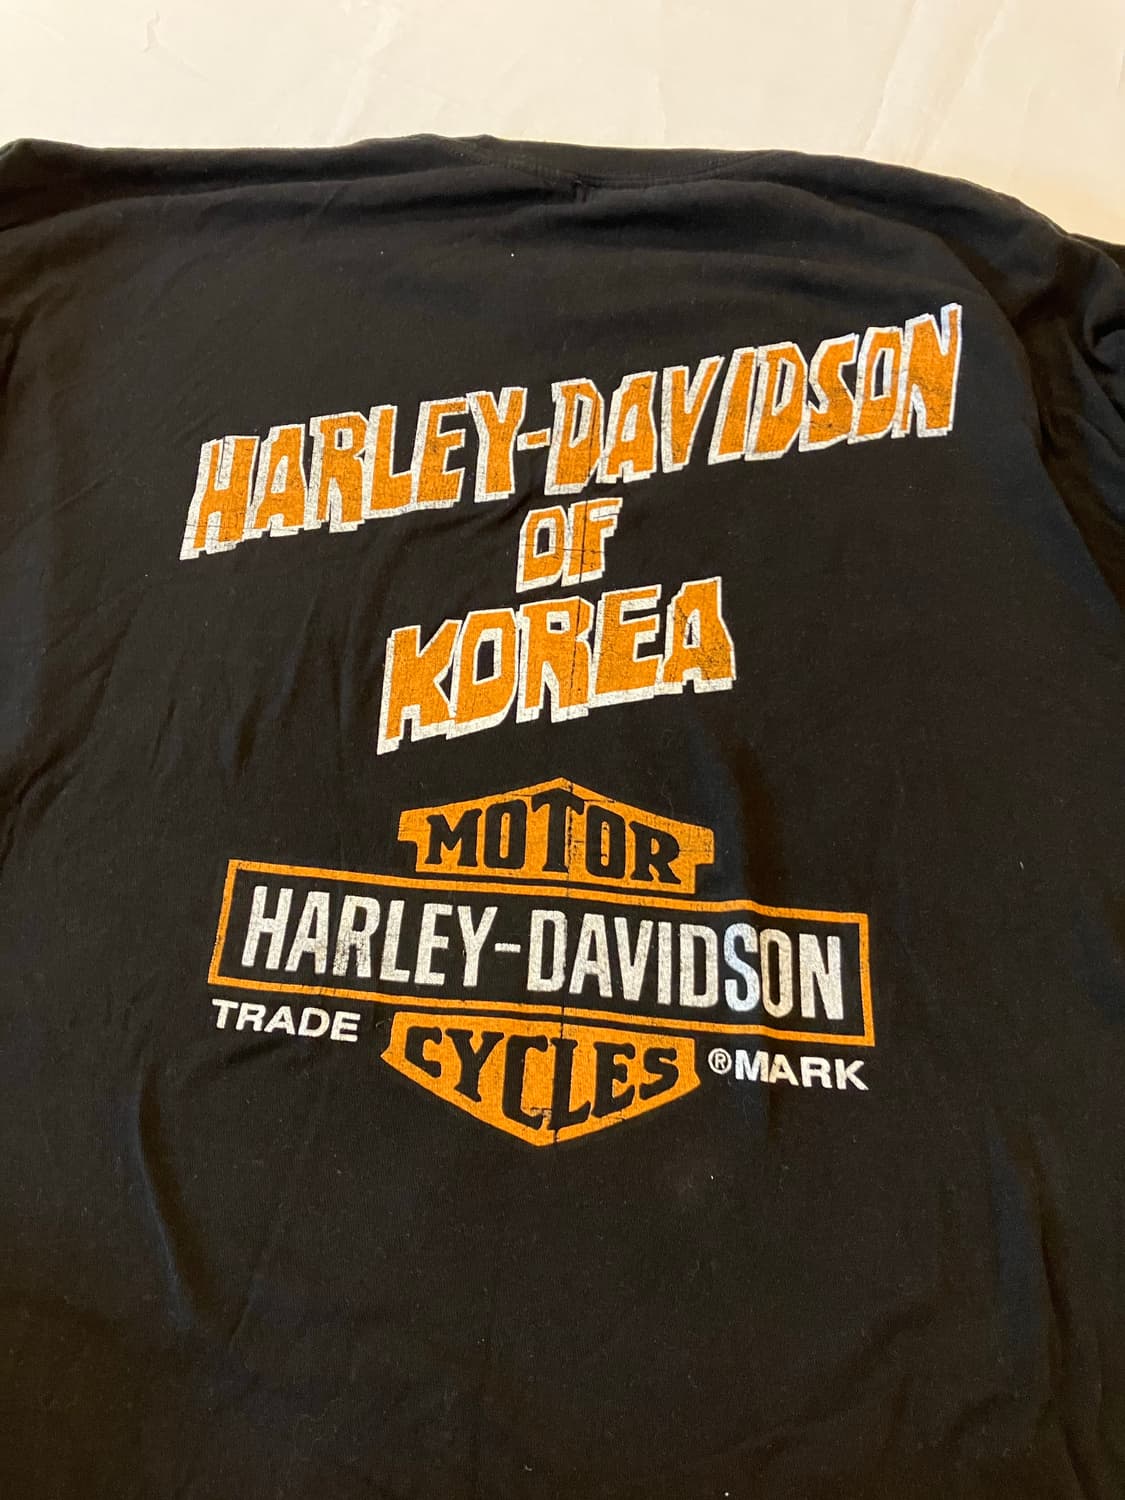 HARLEY-DAVIDSON
OF
KOREA
MOTOR
HARLEY-DAVIDSON
TRADE ®MARK
CYCLES